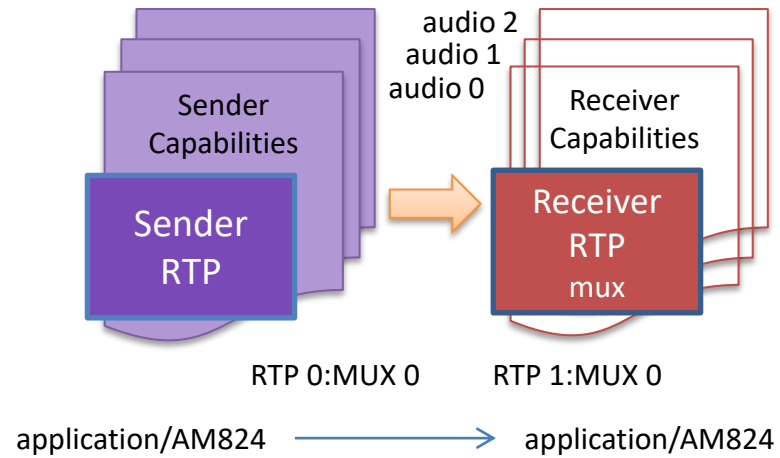 audio 2
audio 1
audio 0
Sender
Capabilities
Receiver
Capabilities
Sender
RTP
Receiver
RTP
mux
RTP 0:MUX 0
RTP 1:MUX 0
application/AM824
application/AM824